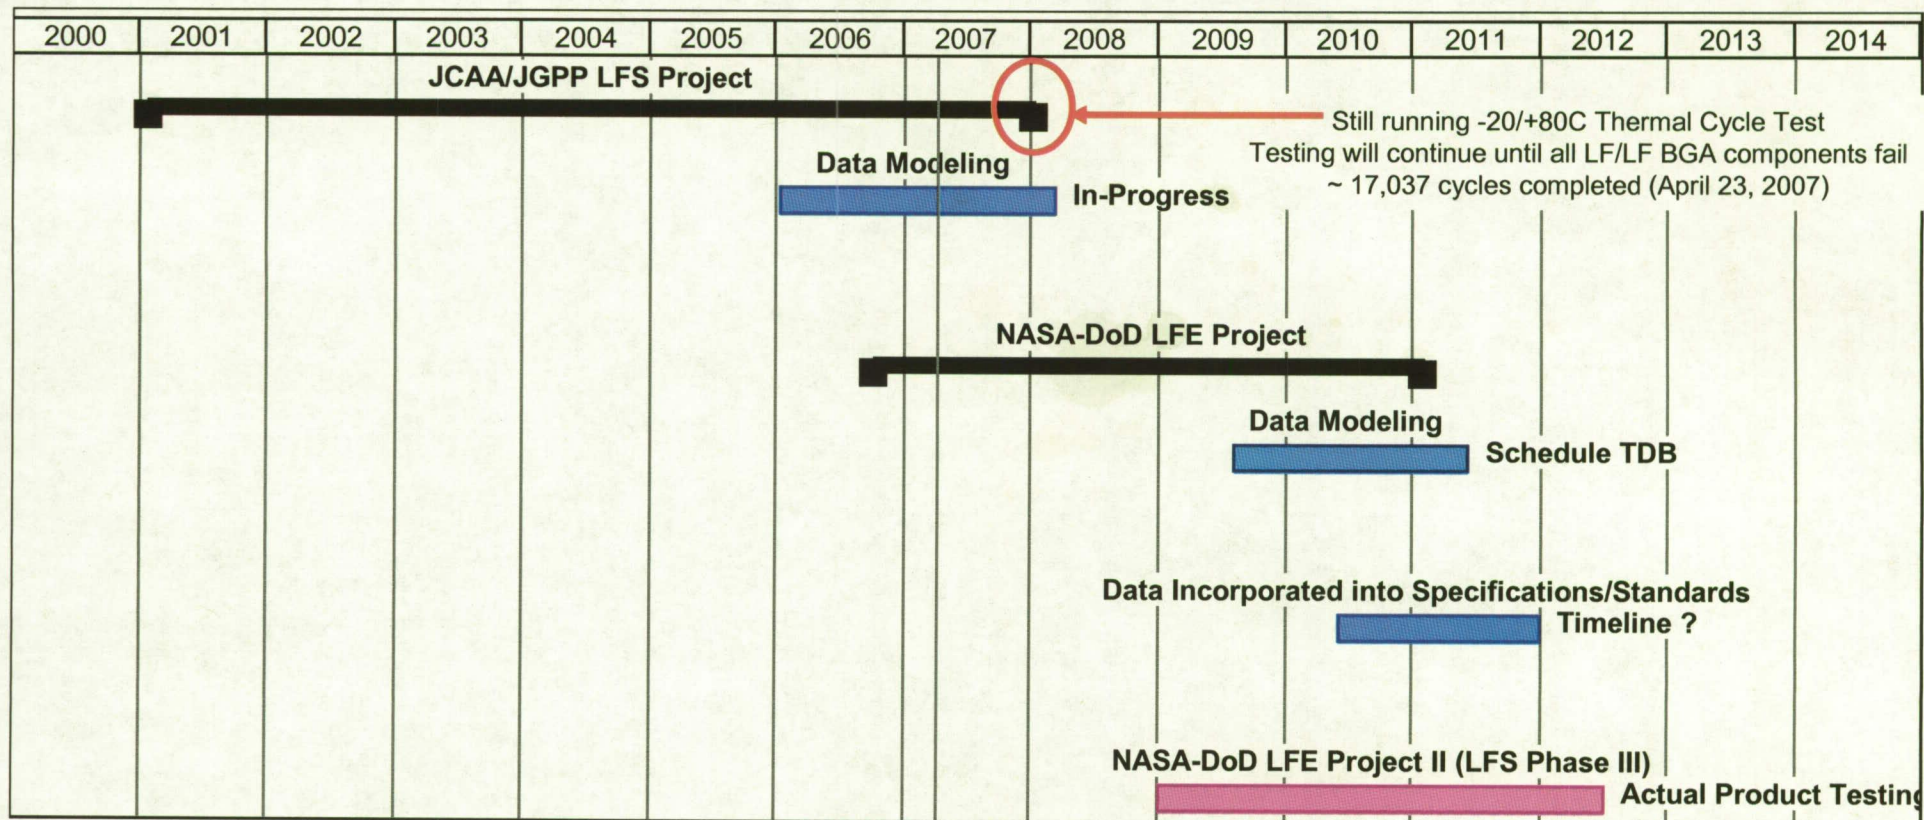 2000 2001 2002 2003 2004 2005 2006 2007 2008 2009 2010 2011 2012 2013 2014
JCAA/JGPP LFS Project
Still running -20/+80C Thermal Cycle Test
Testing will continue until all LF/LF BGA components fail
~ 17,037 cycles completed (April 23, 2007)
Data Modeling
In-Progress
NASA-DoD LFE Project
Data Modeling
Schedule TDB
Data Incorporated into Specifications/Standards
Timeline ?
NASA-DoD LFE Project II (LFS Phase III)
Actual Product Testing